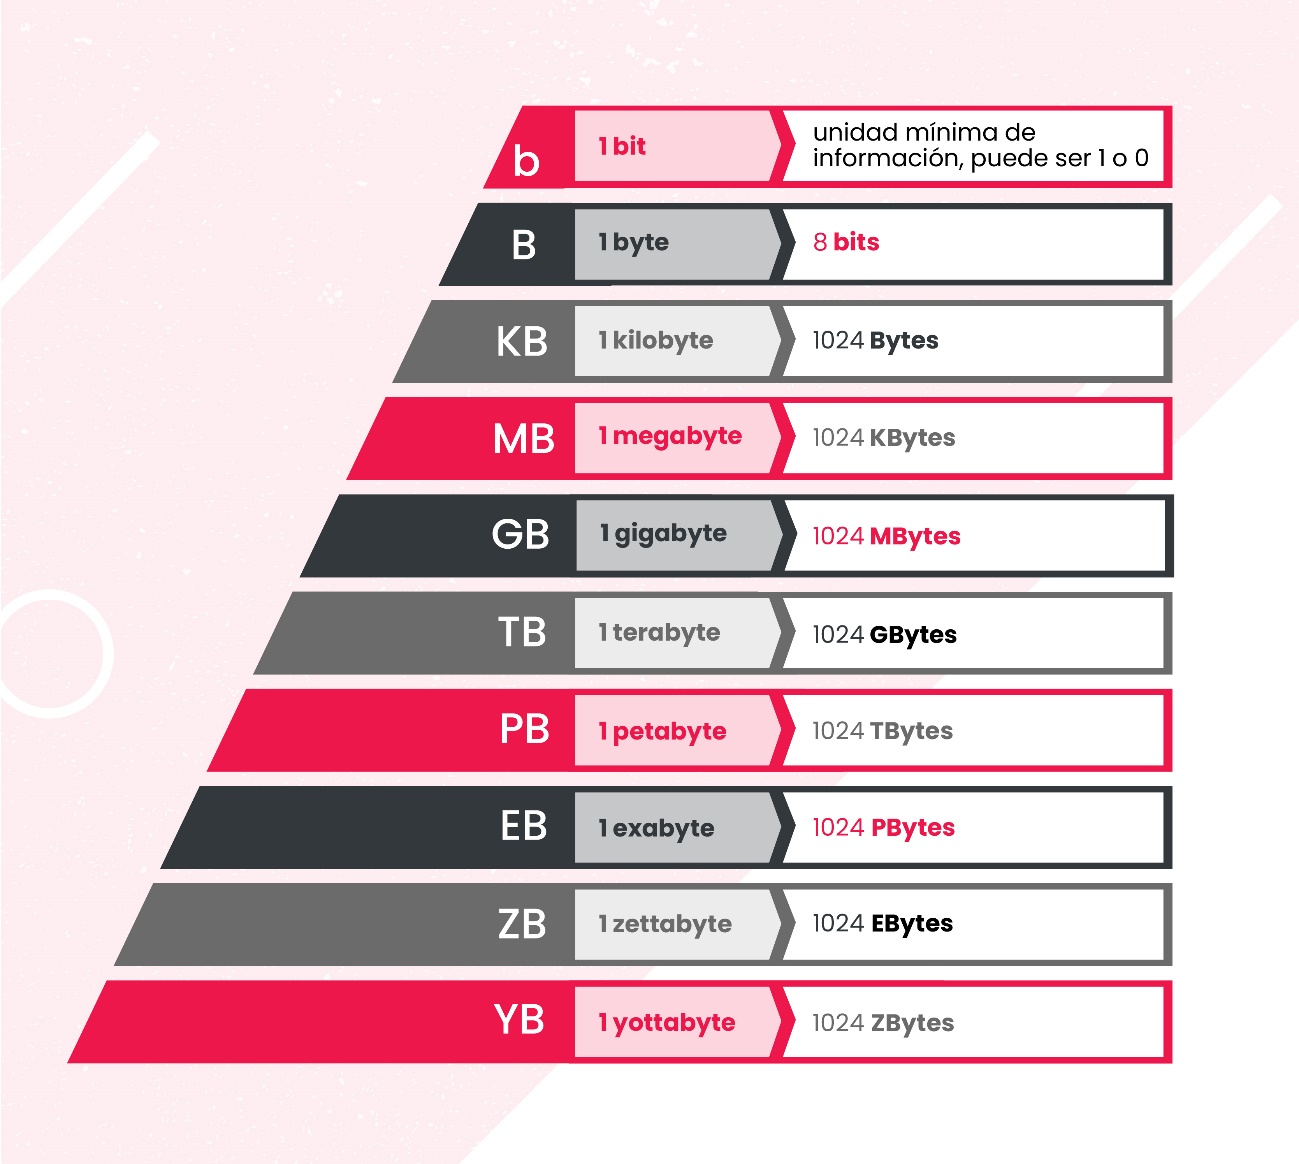 b 1 bit unidad mínima de
información, puede ser 1 o 0
B 1 byte 8 bits
KB 1 kilobyte 1024 Bytes
MB 1 megabyte 1024 KBytes
GB 1 gigabyte 1024 MBytes
TB 1 terabyte 1024 GBytes
PB 1 petabyte 1024 TBytes
EB 1 exabyte 1024 PBytes
ZB 1 zettabyte 1024 EBytes
YB 1 yottabyte 1024 ZBytes